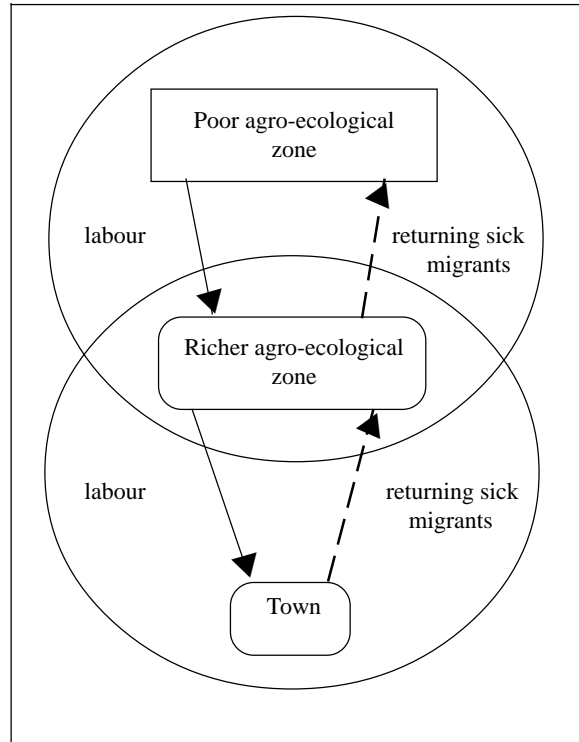 Poor agro-ecological
zone
labour
returning sick
migrants
Richer agro-ecological
zone
labour
returning sick
migrants
Town